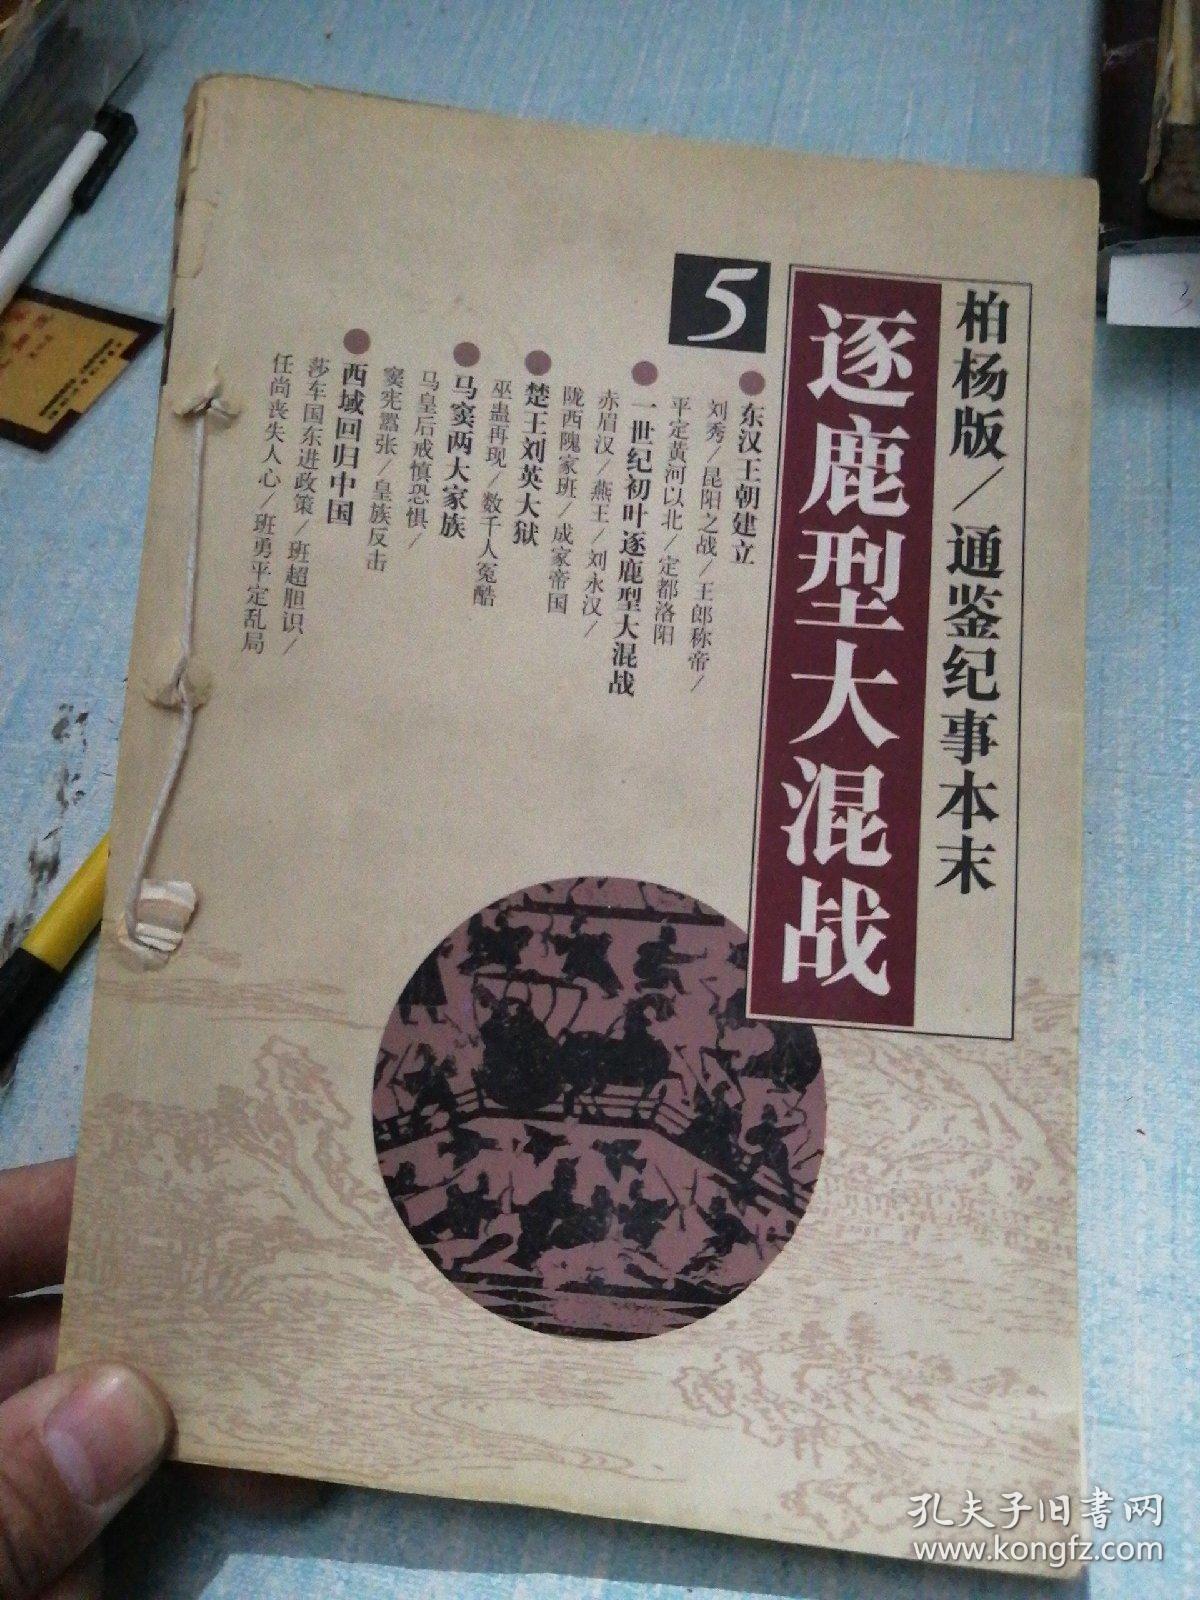 柏杨版/通鉴纪事本末
逐鹿型大混战
5
东汉王朝建立
刘秀/昆阳之战/王郎称帝/
平定黄河以北/定都洛阳
一世纪初叶逐鹿型大混战
赤眉汉/燕王/刘永汉/
陇西隗家班/成家帝国
楚王刘英大狱
巫蛊再现/数千人冤酷
马窦两大家族
马皇后戒慎恐惧/
窦宪嚣张/皇族反击
西域回归中国
莎车国东进政策/班超胆识/
任尚丧失人心/班勇平定乱局
孔夫子旧書网
www.kongfz.com